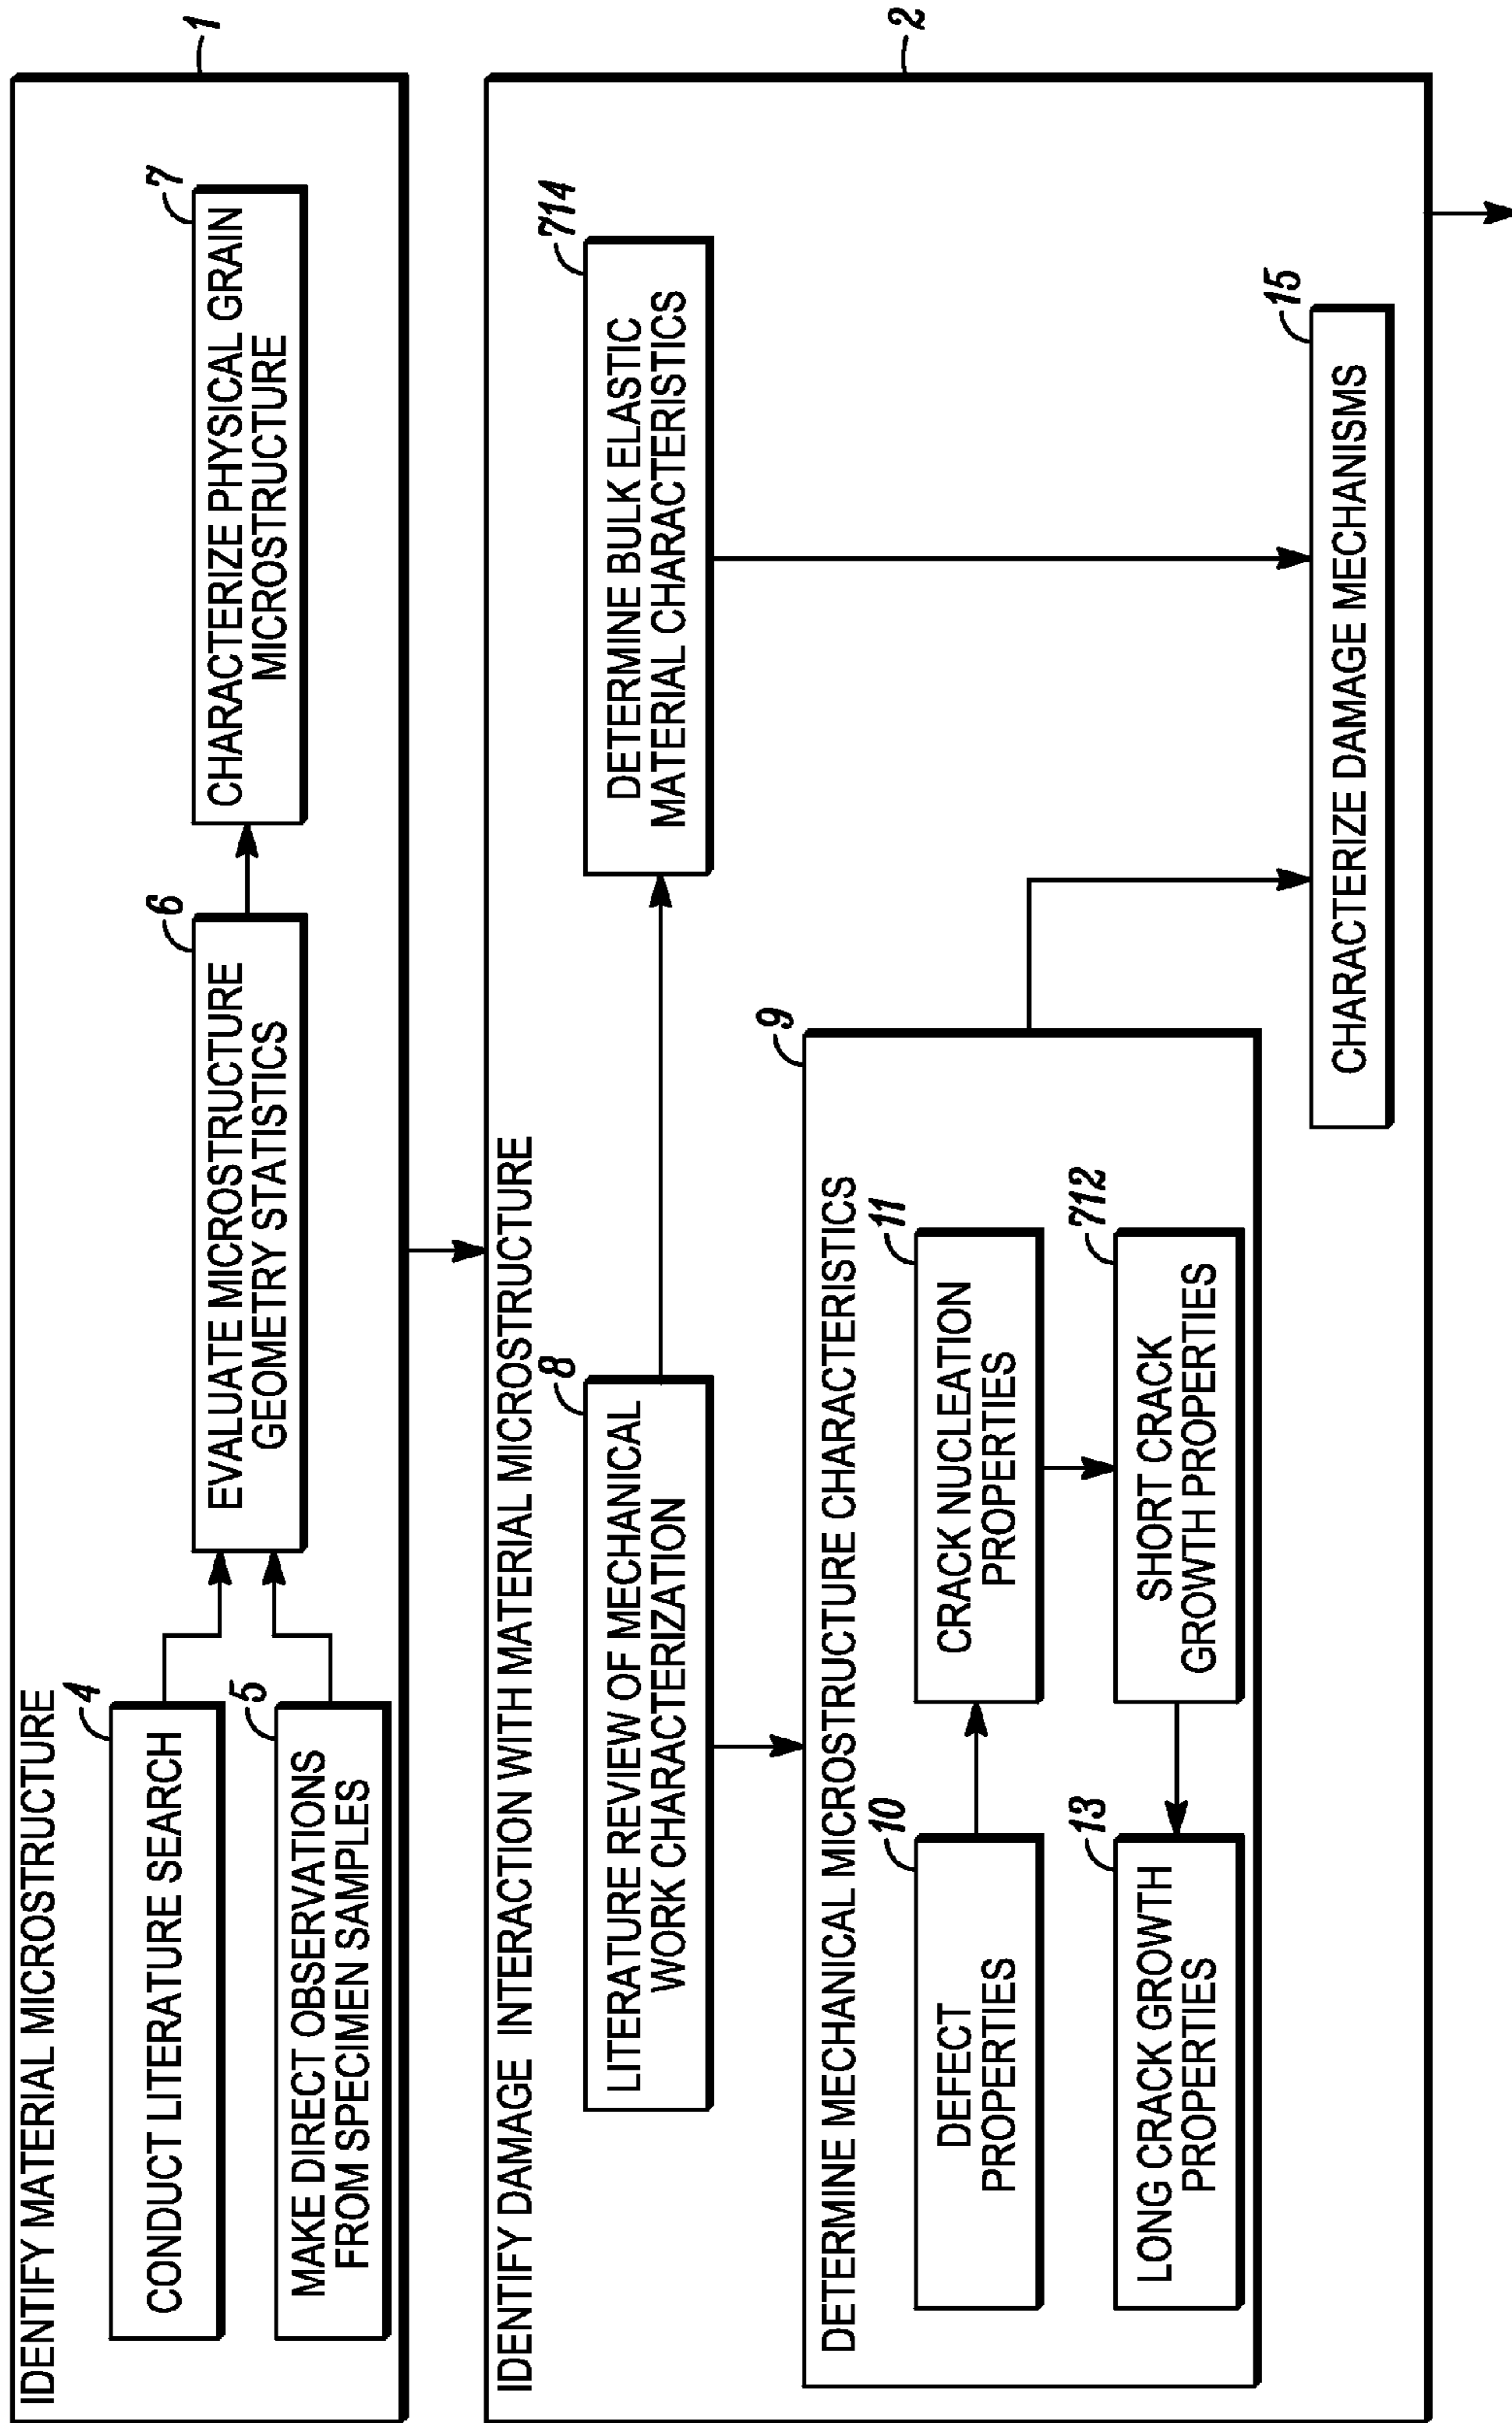 IDENTIFY MATERIAL MICROSTRUCTURE
1
4
CONDUCT LITERATURE SEARCH
5
MAKE DIRECT OBSERVATIONS
FROM SPECIMEN SAMPLES
6
EVALUATE MICROSTRUCTURE
GEOMETRY STATISTICS
7
CHARACTERIZE PHYSICAL GRAIN
MICROSTRUCTURE
IDENTIFY DAMAGE INTERACTION WITH MATERIAL MICROSTRUCTURE
2
8
LITERATURE REVIEW OF MECHANICAL
WORK CHARACTERIZATION
714
DETERMINE BULK ELASTIC
MATERIAL CHARACTERISTICS
9
DETERMINE MECHANICAL MICROSTRUCTURE CHARACTERISTICS
10
DEFECT
PROPERTIES
11
CRACK NUCLEATION
PROPERTIES
13
LONG CRACK GROWTH
PROPERTIES
712
SHORT CRACK
GROWTH PROPERTIES
15
CHARACTERIZE DAMAGE MECHANISMS